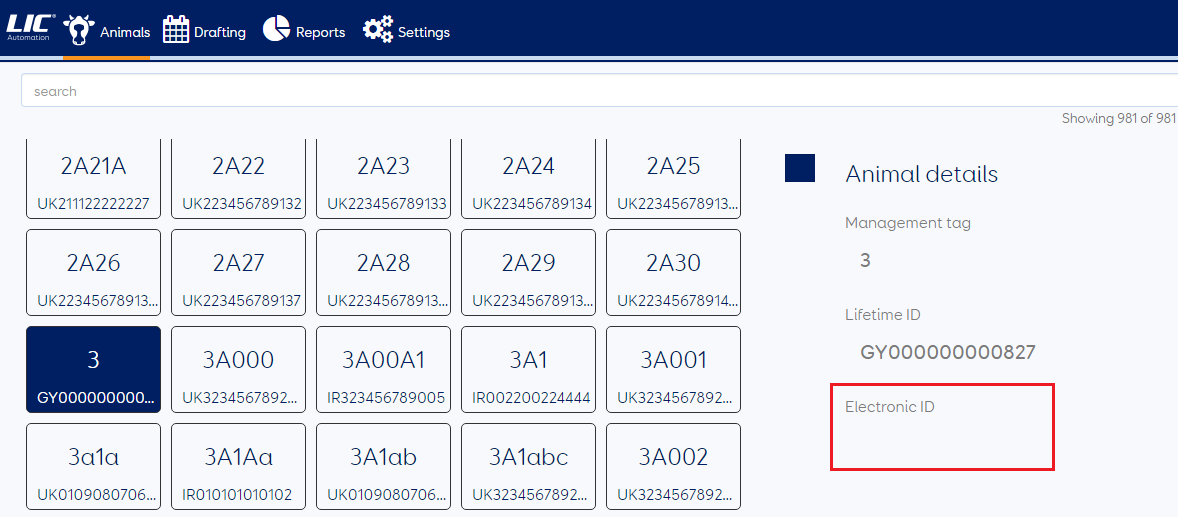 LIC®
Automation
Animals
Drafting
Reports
Settings
search
Showing 981 of 981
2A21A
UK211122222227
2A22
UK223456789132
2A23
UK223456789133
2A24
UK223456789134
2A25
UK22345678913...
2A26
UK22345678913...
2A27
UK223456789137
2A28
UK22345678913...
2A29
UK22345678913...
2A30
UK22345678914...
3
GY000000000...
3A000
UK3234567892...
3A00A1
IR323456789005
3A1
IR002200224444
3A001
UK3234567892...
3a1a
UK0109080706...
3A1Aa
IR010101010102
3A1ab
UK0109080706...
3A1abc
UK3234567892...
3A002
UK3234567892...
Animal details
Management tag
3
Lifetime ID
GY000000000827
Electronic ID